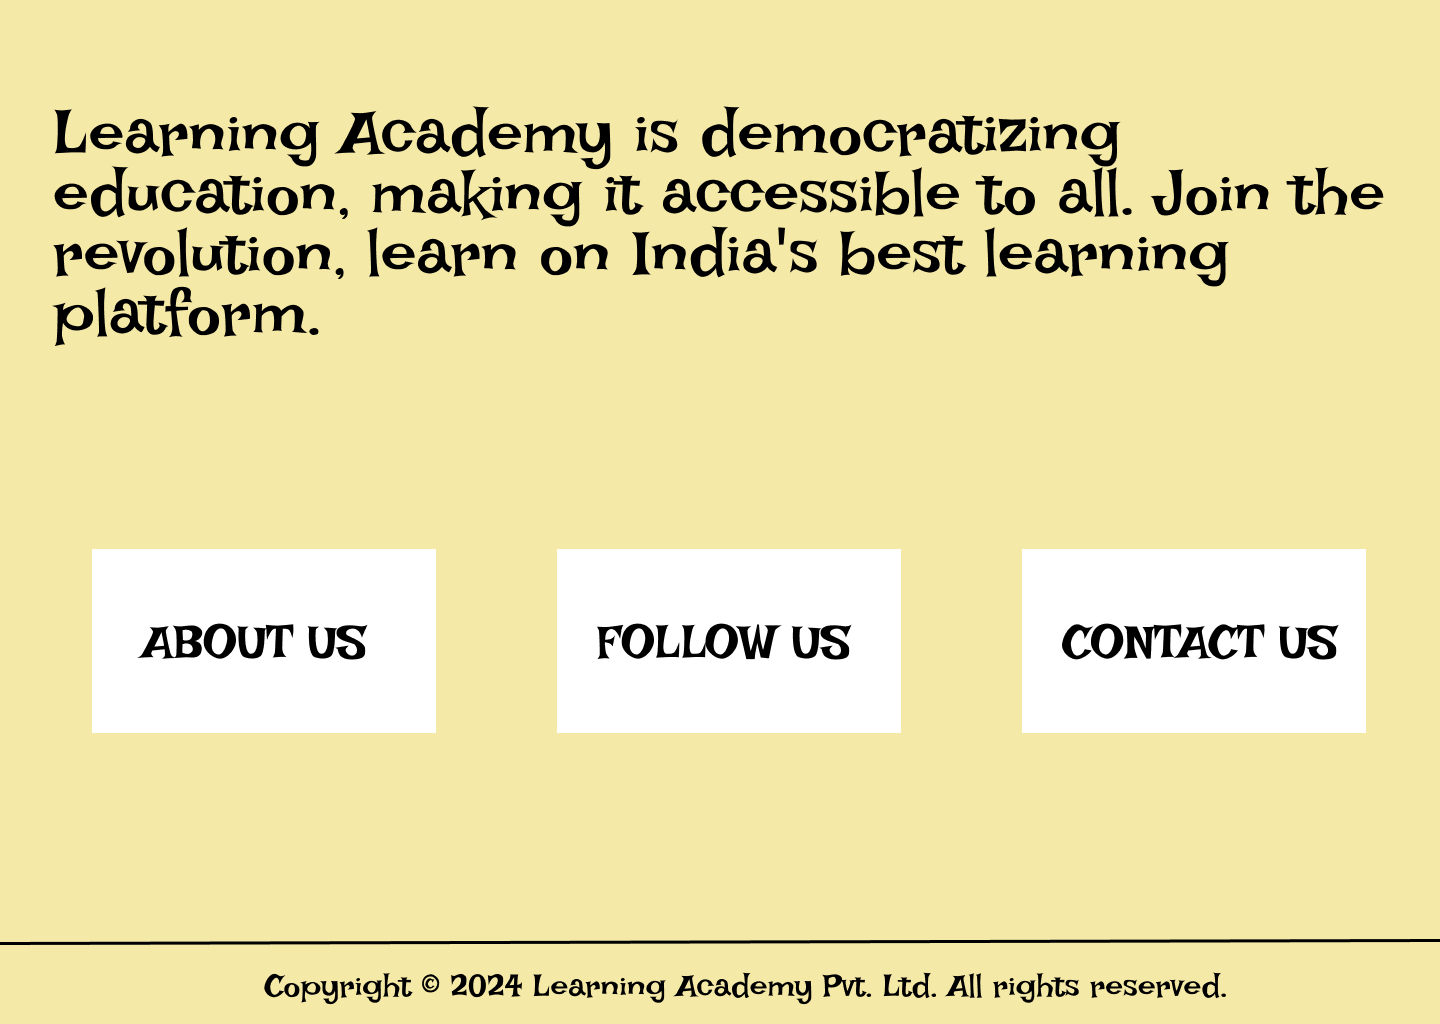 Learning Academy is democratizing
education, making it accessible to all. Join the
revolution, learn on India's best learning
platform.
ABOUT US
FOLLOW US
CONTACT US
Copyright © 2024 Learning Academy Pvt. Ltd. All rights reserved.